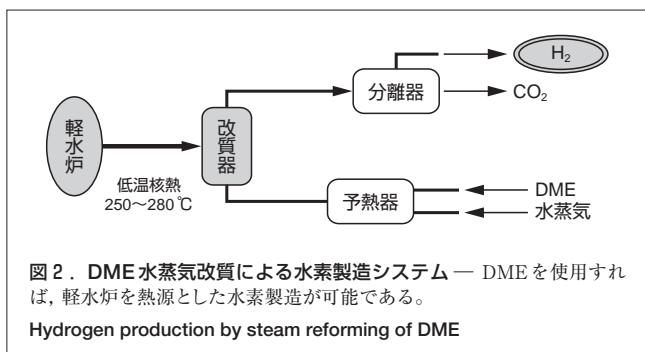 H₂
分離器
CO₂
軽水炉
改質器
低温核熱
250〜280 ℃
予熱器
DME
水蒸気
図2．DME水蒸気改質による水素製造システム — DMEを使用すれ
ば，軽水炉を熱源とした水素製造が可能である。
Hydrogen production by steam reforming of DME